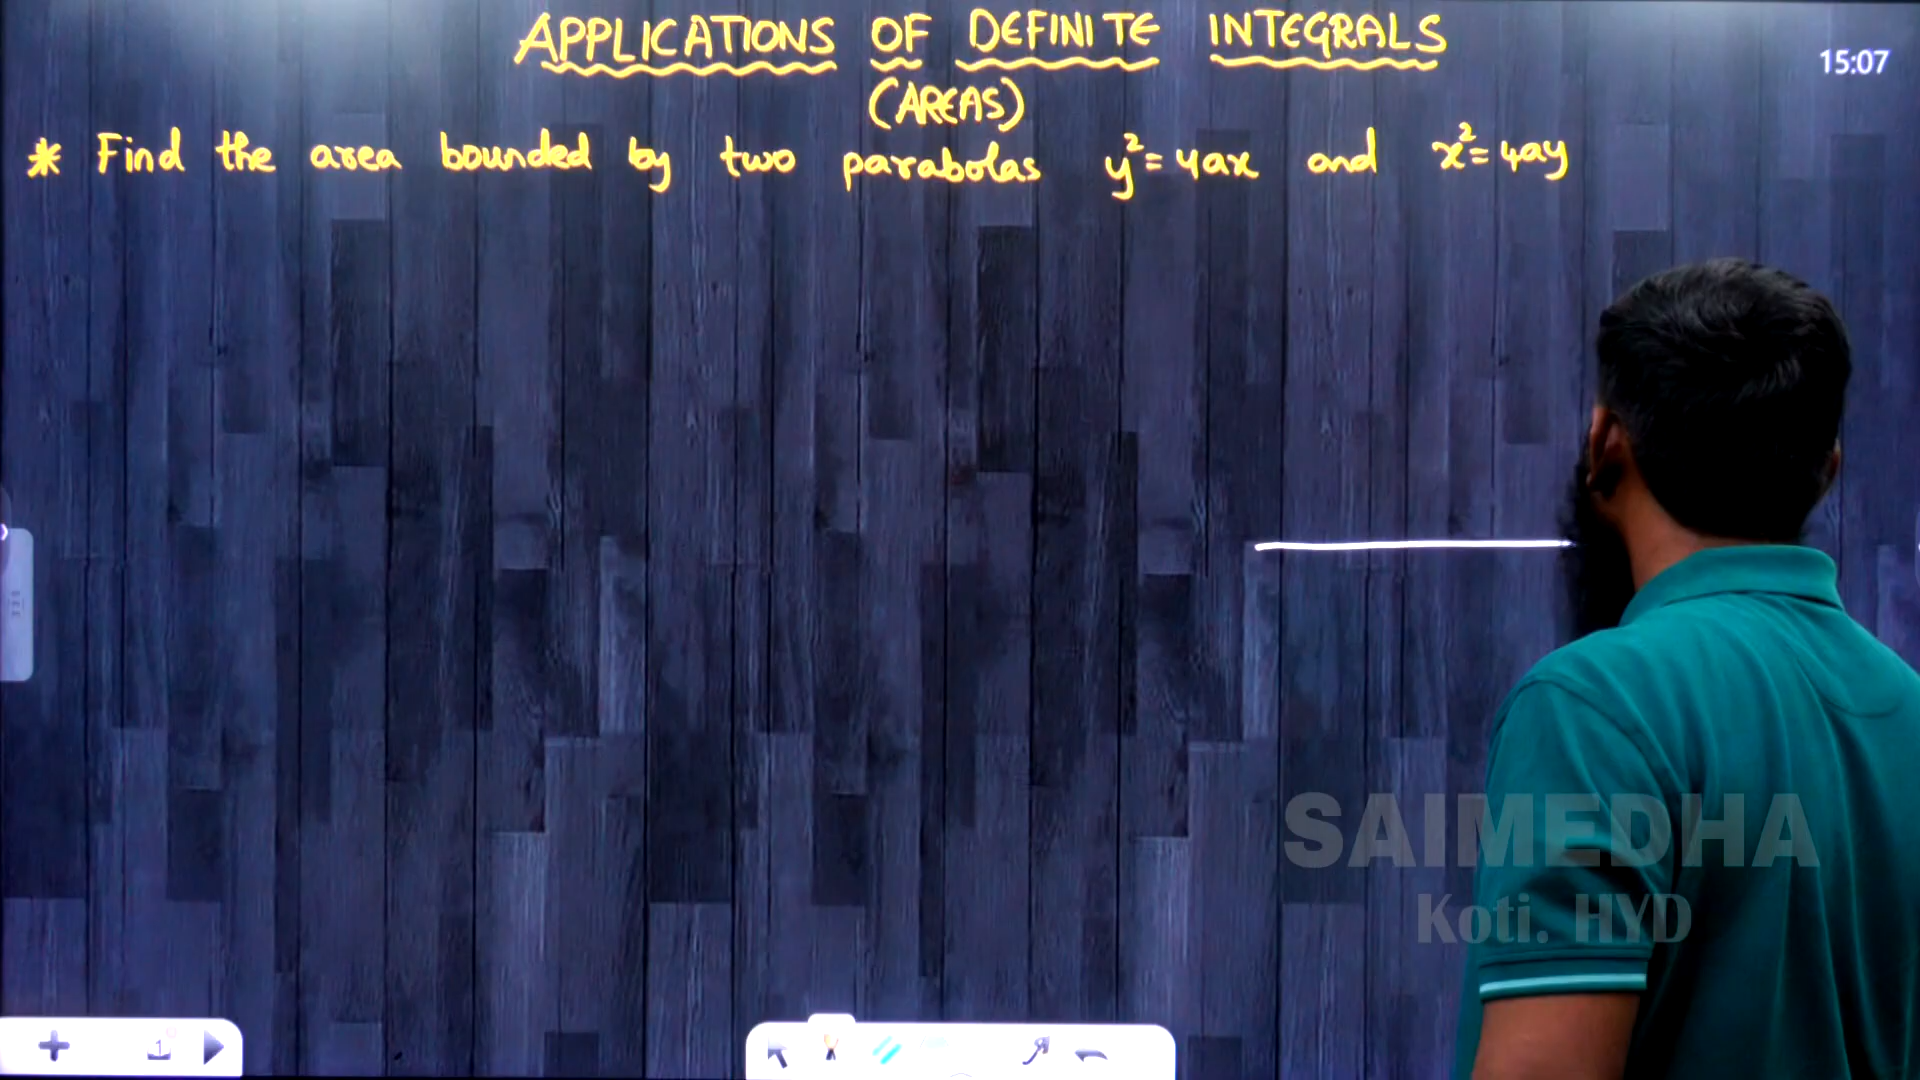 APPLICATIONS OF DEFINITE INTEGRALS
15:07
(AREAS)
* Find the area bounded by two parabolas y²=4ax and x²=4ay
SAIMEDHA
Koti. HYD
1